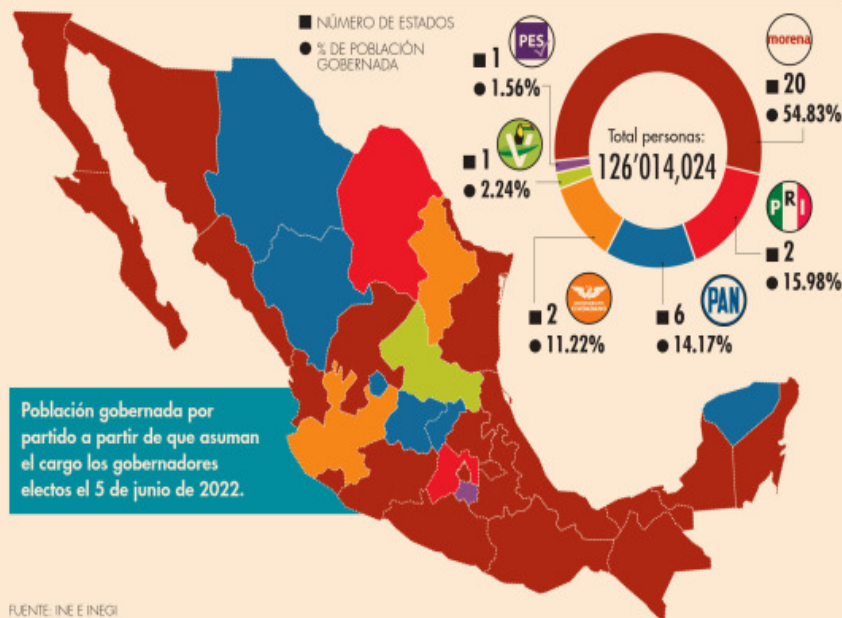 ■ NÚMERO DE ESTADOS
● % DE POBLACIÓN
GOBERNADA
PES
■ 1
● 1.56%
morena
■ 20
● 54.83%
V
■ 1
● 2.24%
Total personas:
126'014,024
PRI
■ 2
● 15.98%
■ 2
● 11.22%
CIUDADANO
PAN
■ 6
● 14.17%
Población gobernada por
partido a partir de que asuman
el cargo los gobernadores
electos el 5 de junio de 2022.
FUENTE: INE E INEGI